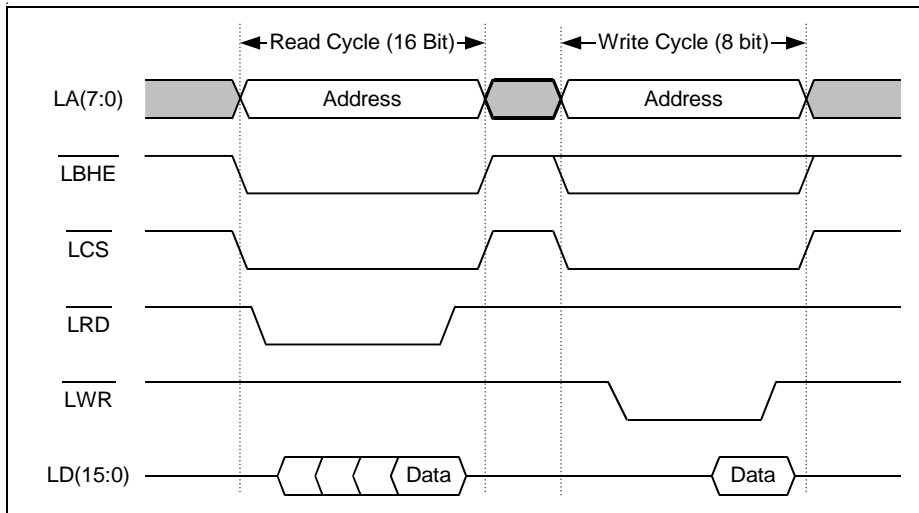 Read Cycle (16 Bit) Write Cycle (8 bit)
LA(7:0) Address Address
LBHE
LCS
LRD
LWR
LD(15:0) Data Data